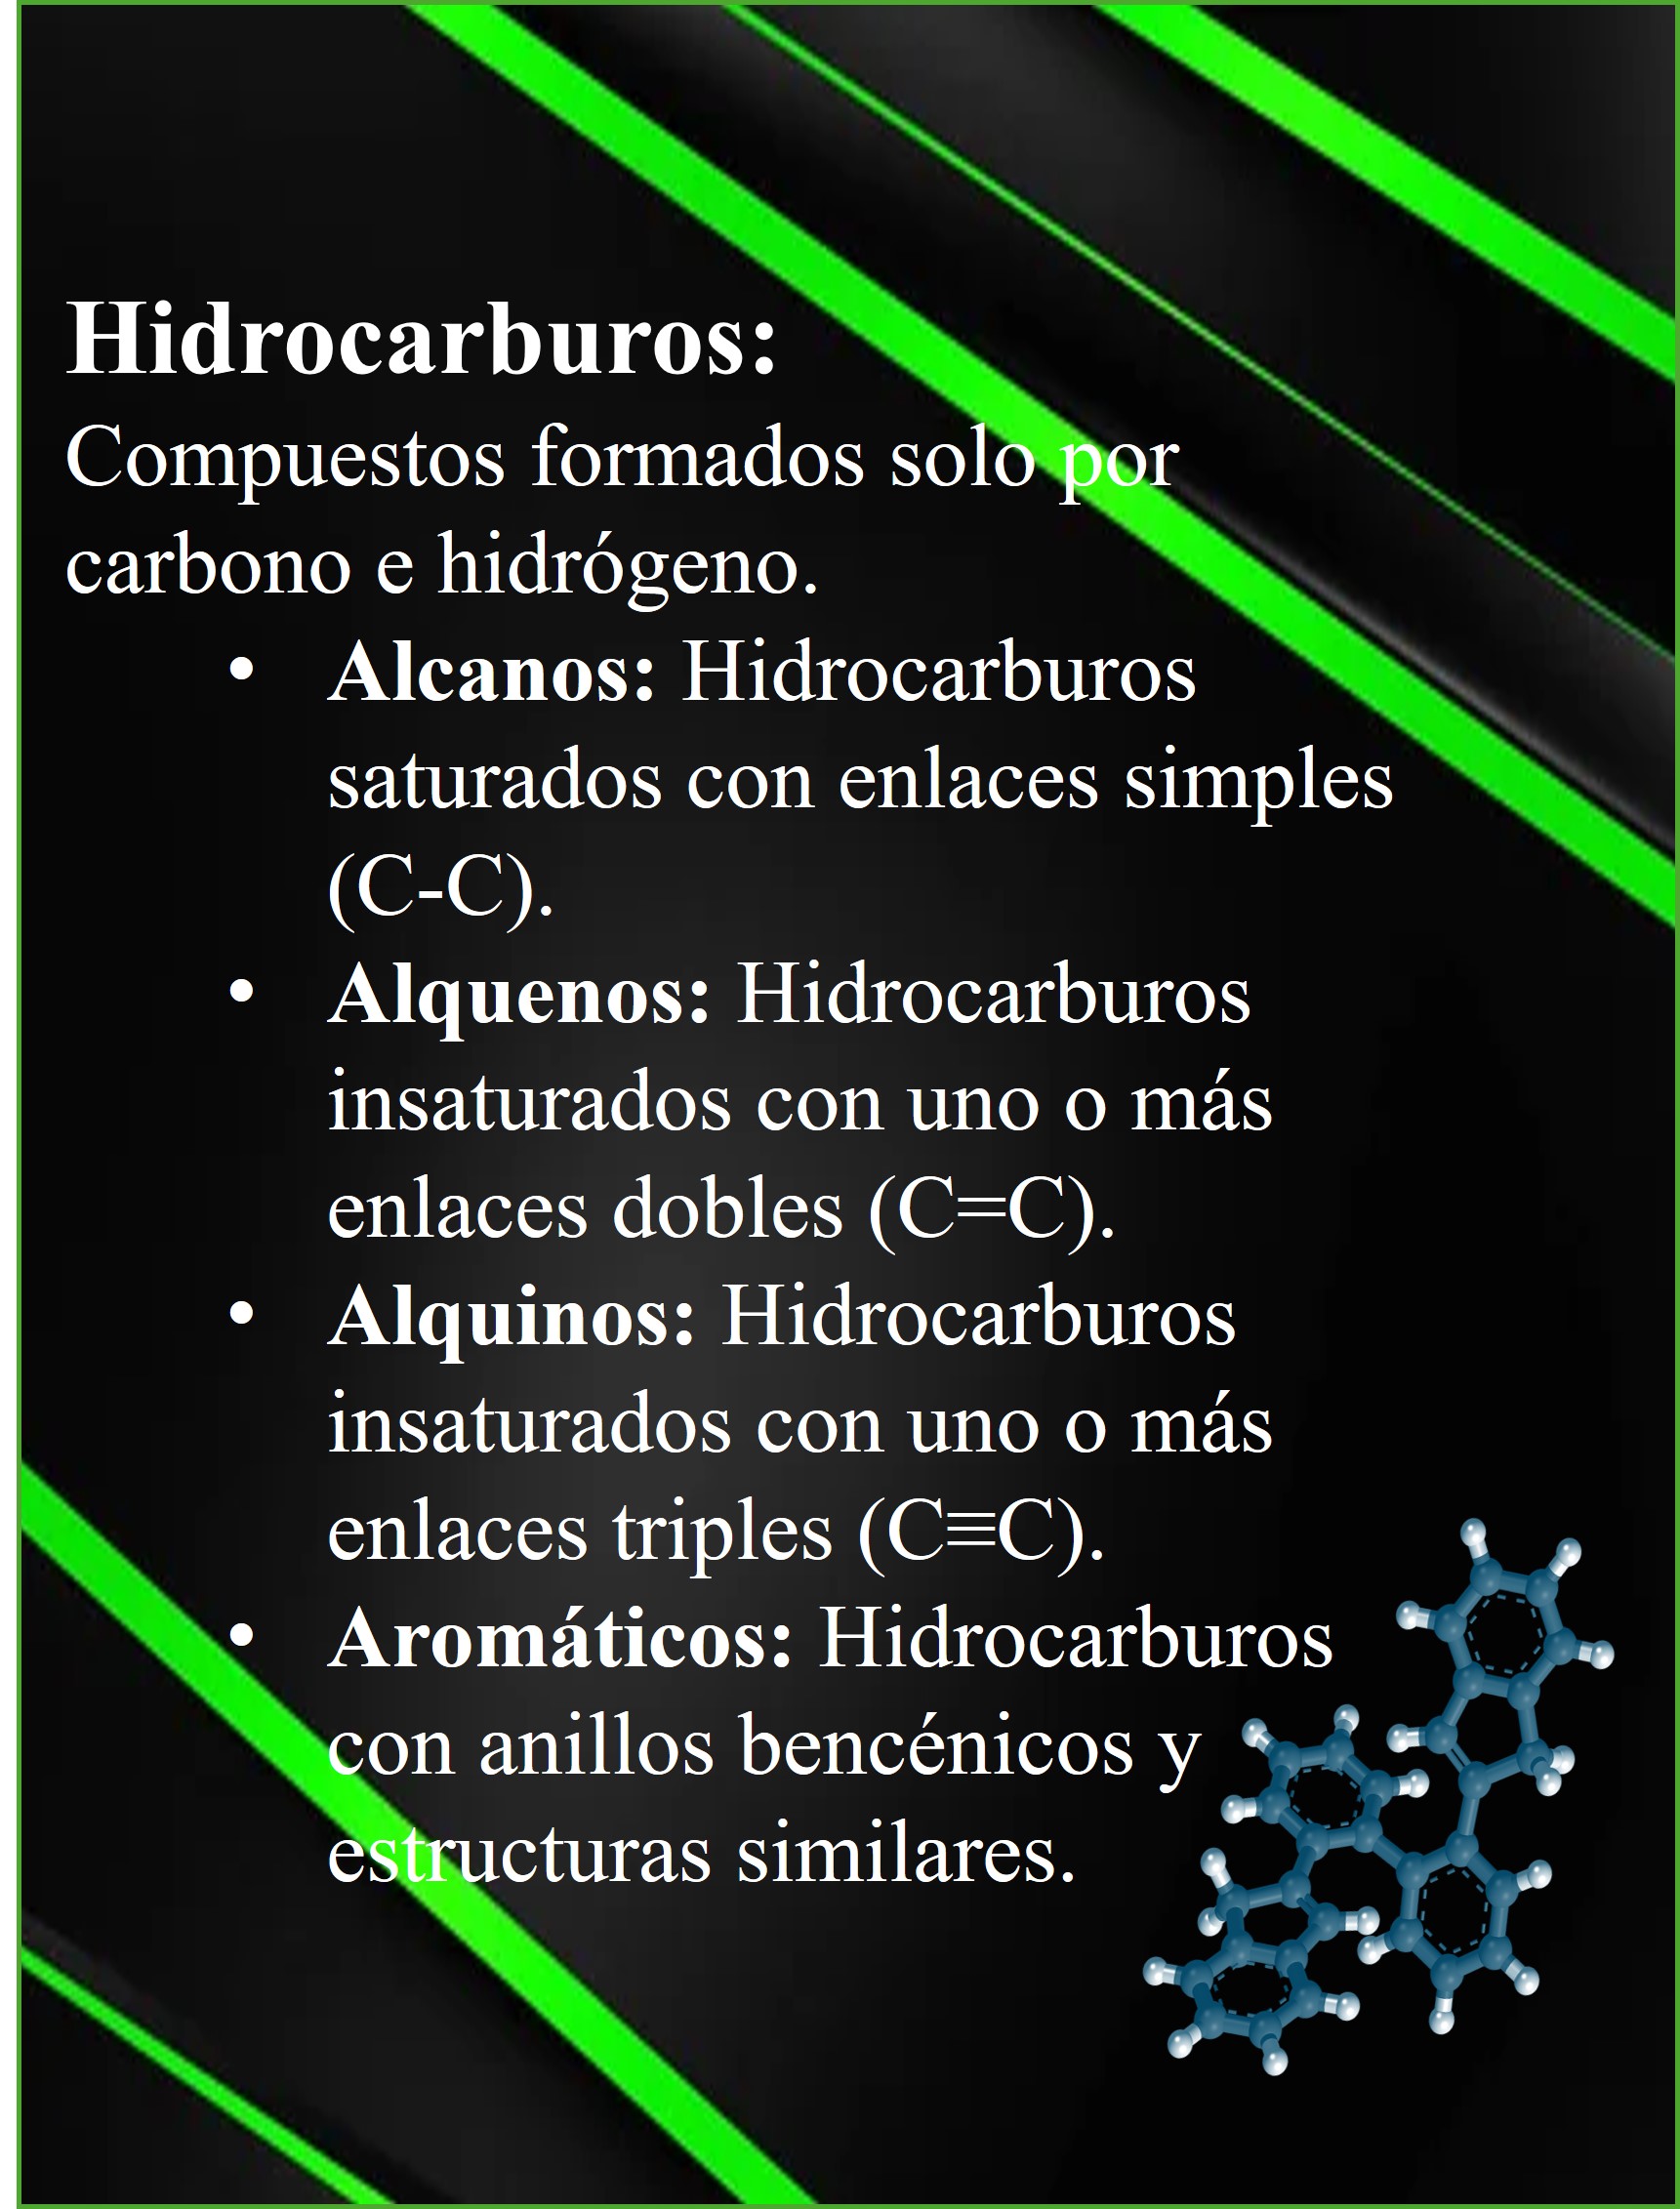 Hidrocarburos:
Compuestos formados solo por
carbono e hidrógeno.
• Alcanos: Hidrocarburos
saturados con enlaces simples
(C-C).
• Alquenos: Hidrocarburos
insaturados con uno o más
enlaces dobles (C=C).
• Alquinos: Hidrocarburos
insaturados con uno o más
enlaces triples (C≡C).
• Aromáticos: Hidrocarburos
con anillos bencénicos y
estructuras similares.